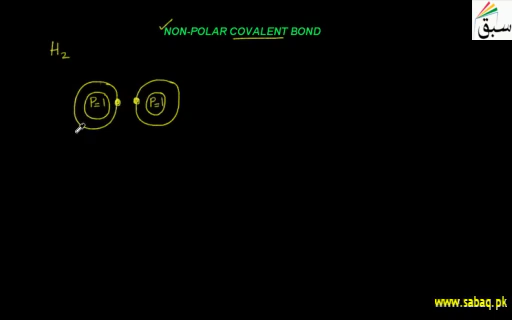 NON-POLAR COVALENT BOND
سبق
H₂
P=1 P=1
www.sabaq.pk